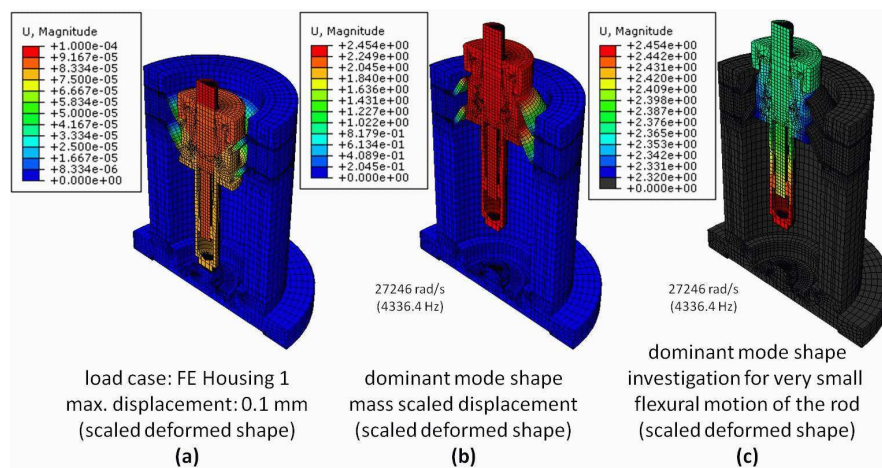 U, Magnitude
+1.000e-04
+9.167e-05
+8.334e-05
+7.500e-05
+6.667e-05
+5.834e-05
+5.000e-05
+4.167e-05
+3.334e-05
+2.500e-05
+1.667e-05
+8.334e-06
+0.000e+00
load case: FE Housing 1
max. displacement: 0.1 mm
(scaled deformed shape)
(a)
U, Magnitude
+2.454e+00
+2.249e+00
+2.045e+00
+1.840e+00
+1.636e+00
+1.431e+00
+1.227e+00
+1.022e+00
+8.179e-01
+6.134e-01
+4.089e-01
+2.045e-01
+0.000e+00
27246 rad/s
(4336.4 Hz)
dominant mode shape
mass scaled displacement
(scaled deformed shape)
(b)
U, Magnitude
+2.454e+00
+2.442e+00
+2.431e+00
+2.420e+00
+2.409e+00
+2.398e+00
+2.387e+00
+2.376e+00
+2.365e+00
+2.353e+00
+2.342e+00
+2.331e+00
+2.320e+00
+0.000e+00
27246 rad/s
(4336.4 Hz)
dominant mode shape
investigation for very small
flexural motion of the rod
(scaled deformed shape)
(c)